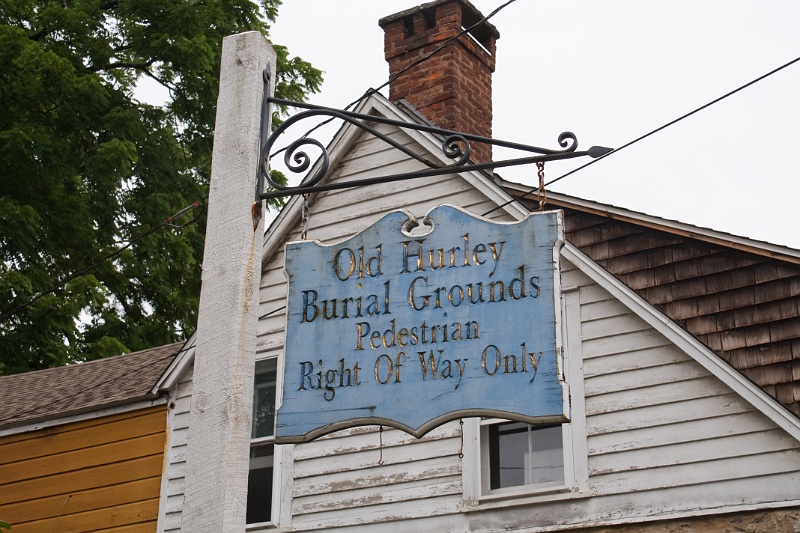 Old Hurley
Burial Grounds
Pedestrian
Right Of Way Only